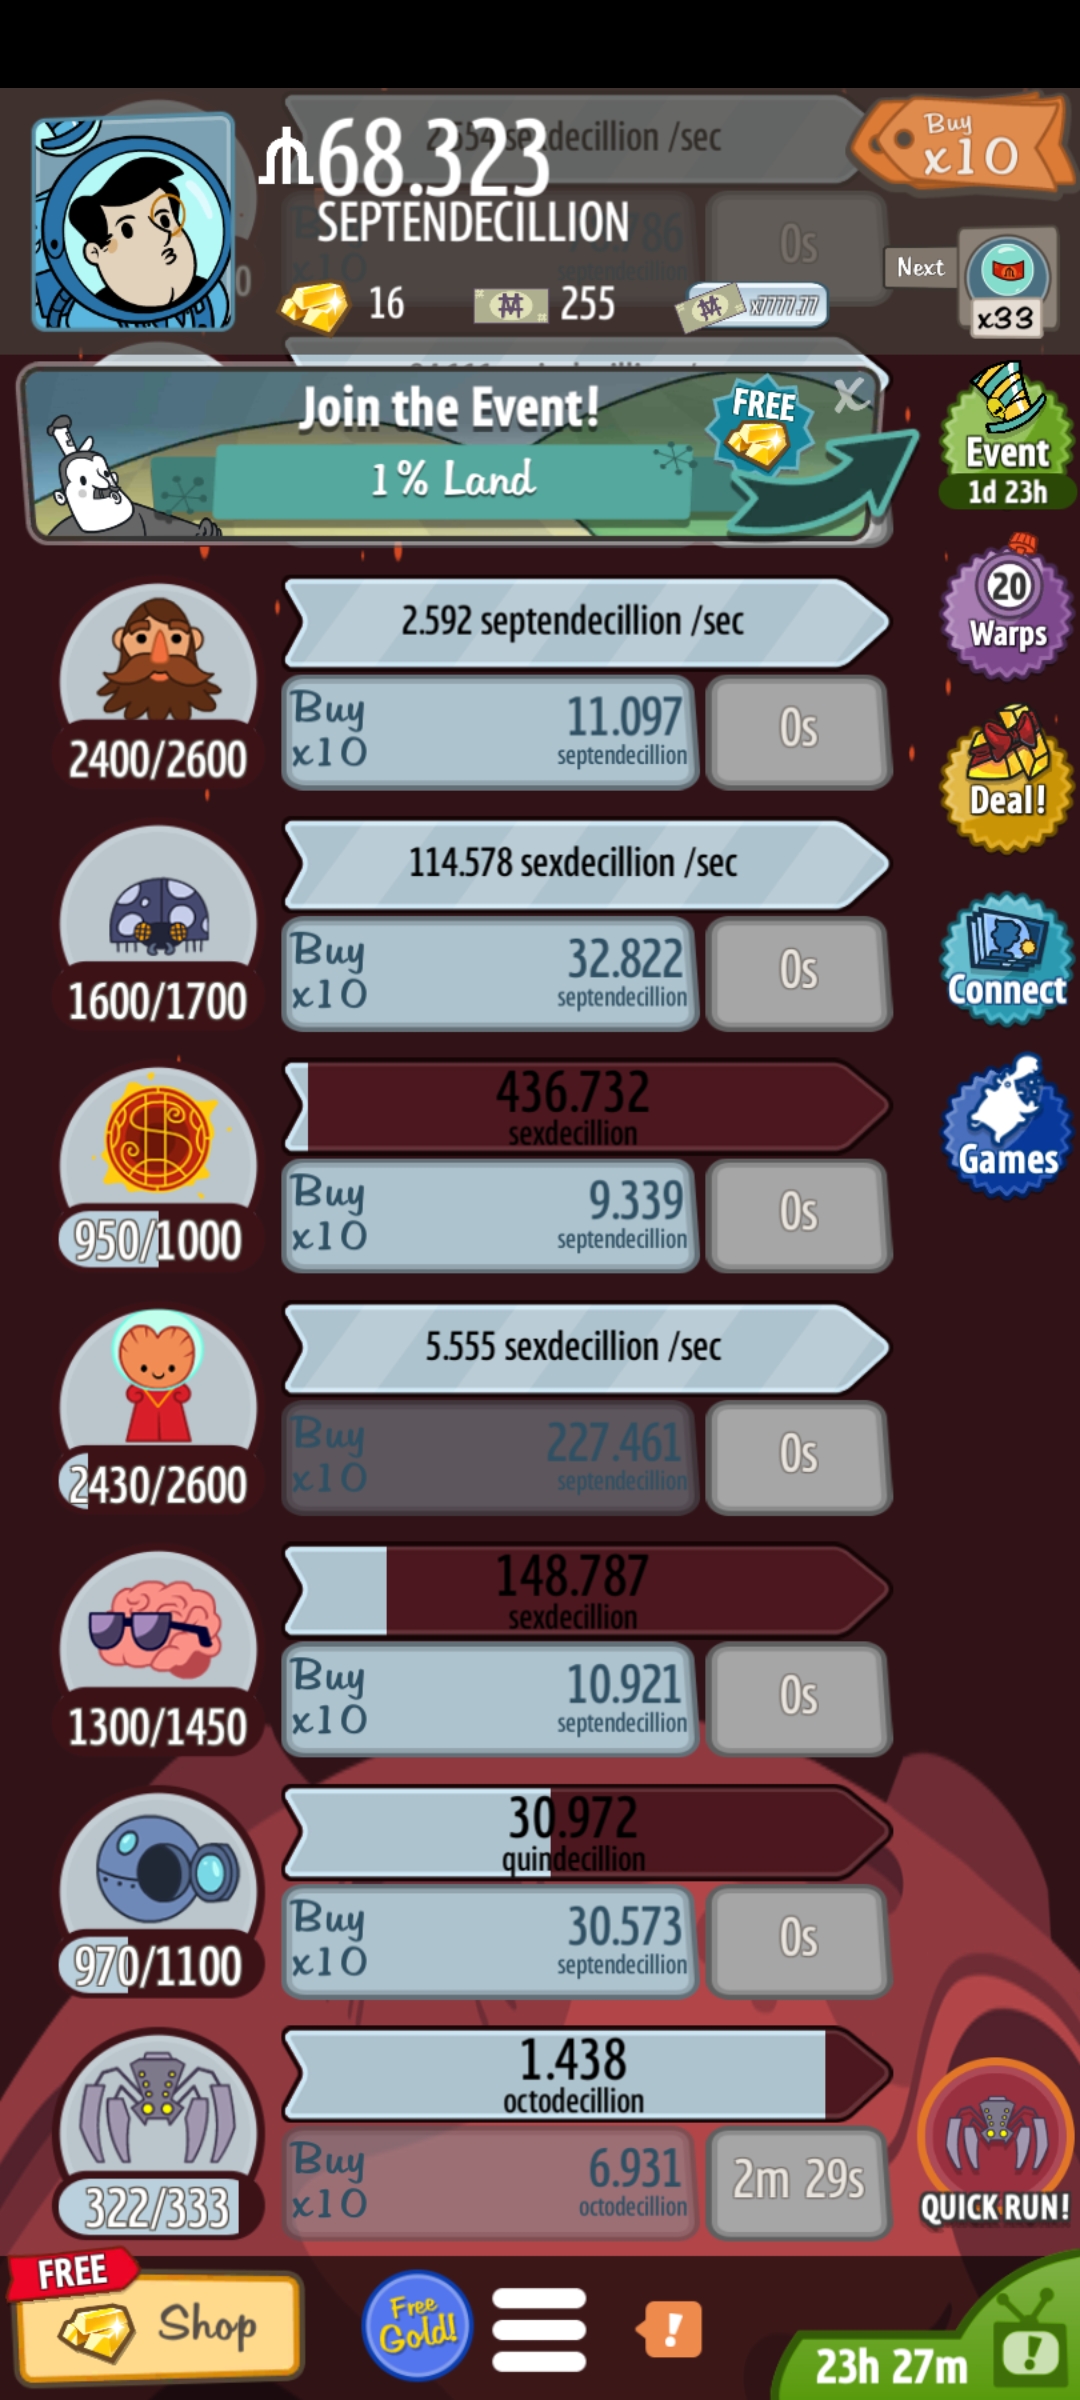 2.554 sexdecillion /sec
68.323
SEPTENDECILLION
Buy
x10
16
255
x7777.77
0s
Buy
x10
Next
x33
Join the Event!
1% Land
FREE
X
Event
1d 23h
2.592 septendecillion /sec
2400/2600
Buy
x10
11.097
septendecillion
0s
20
Warps
Deal!
114.578 sexdecillion /sec
1600/1700
Buy
x10
32.822
septendecillion
0s
Connect
436.732
sexdecillion
950/1000
Buy
x10
9.339
septendecillion
0s
Games
5.555 sexdecillion /sec
2430/2600
Buy
x10
227.461
septendecillion
0s
148.787
sexdecillion
1300/1450
Buy
x10
10.921
septendecillion
0s
30.972
quindecillion
970/1100
Buy
x10
30.573
septendecillion
0s
1.438
octodecillion
322/333
Buy
x10
6.931
octodecillion
2m 29s
QUICK RUN!
FREE
Shop
Free
Gold!
!
23h 27m
!